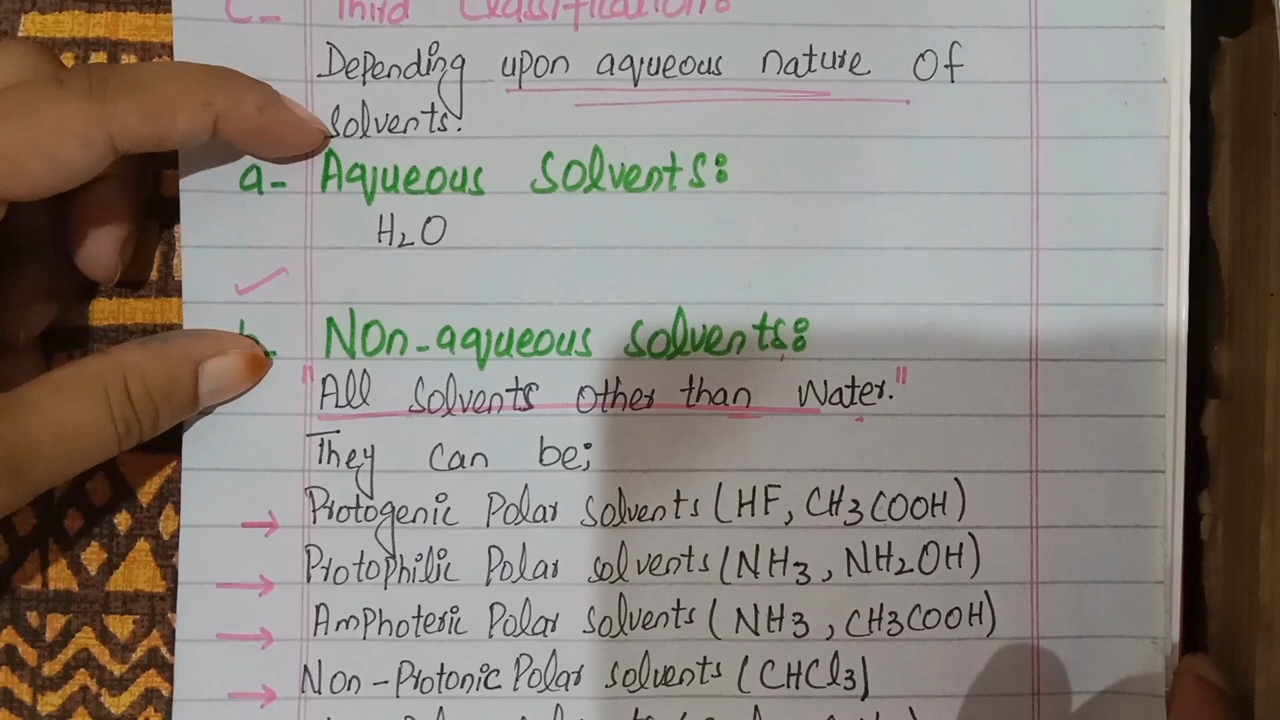 C- Third Classification:
Depending upon aqueous nature of
solvents.
a- Aqueous Solvents:
H₂O
b- Non-aqueous solvents:
"All Solvents other than Water."
They can be;
→ Protogenic Polar Solvents (HF, CH3COOH)
→ Protophilic Polar solvents (NH3, NH2OH)
→ Amphoteric Polar Solvents (NH3, CH3COOH)
→ Non-Protonic Polar solvents (CHCl3)